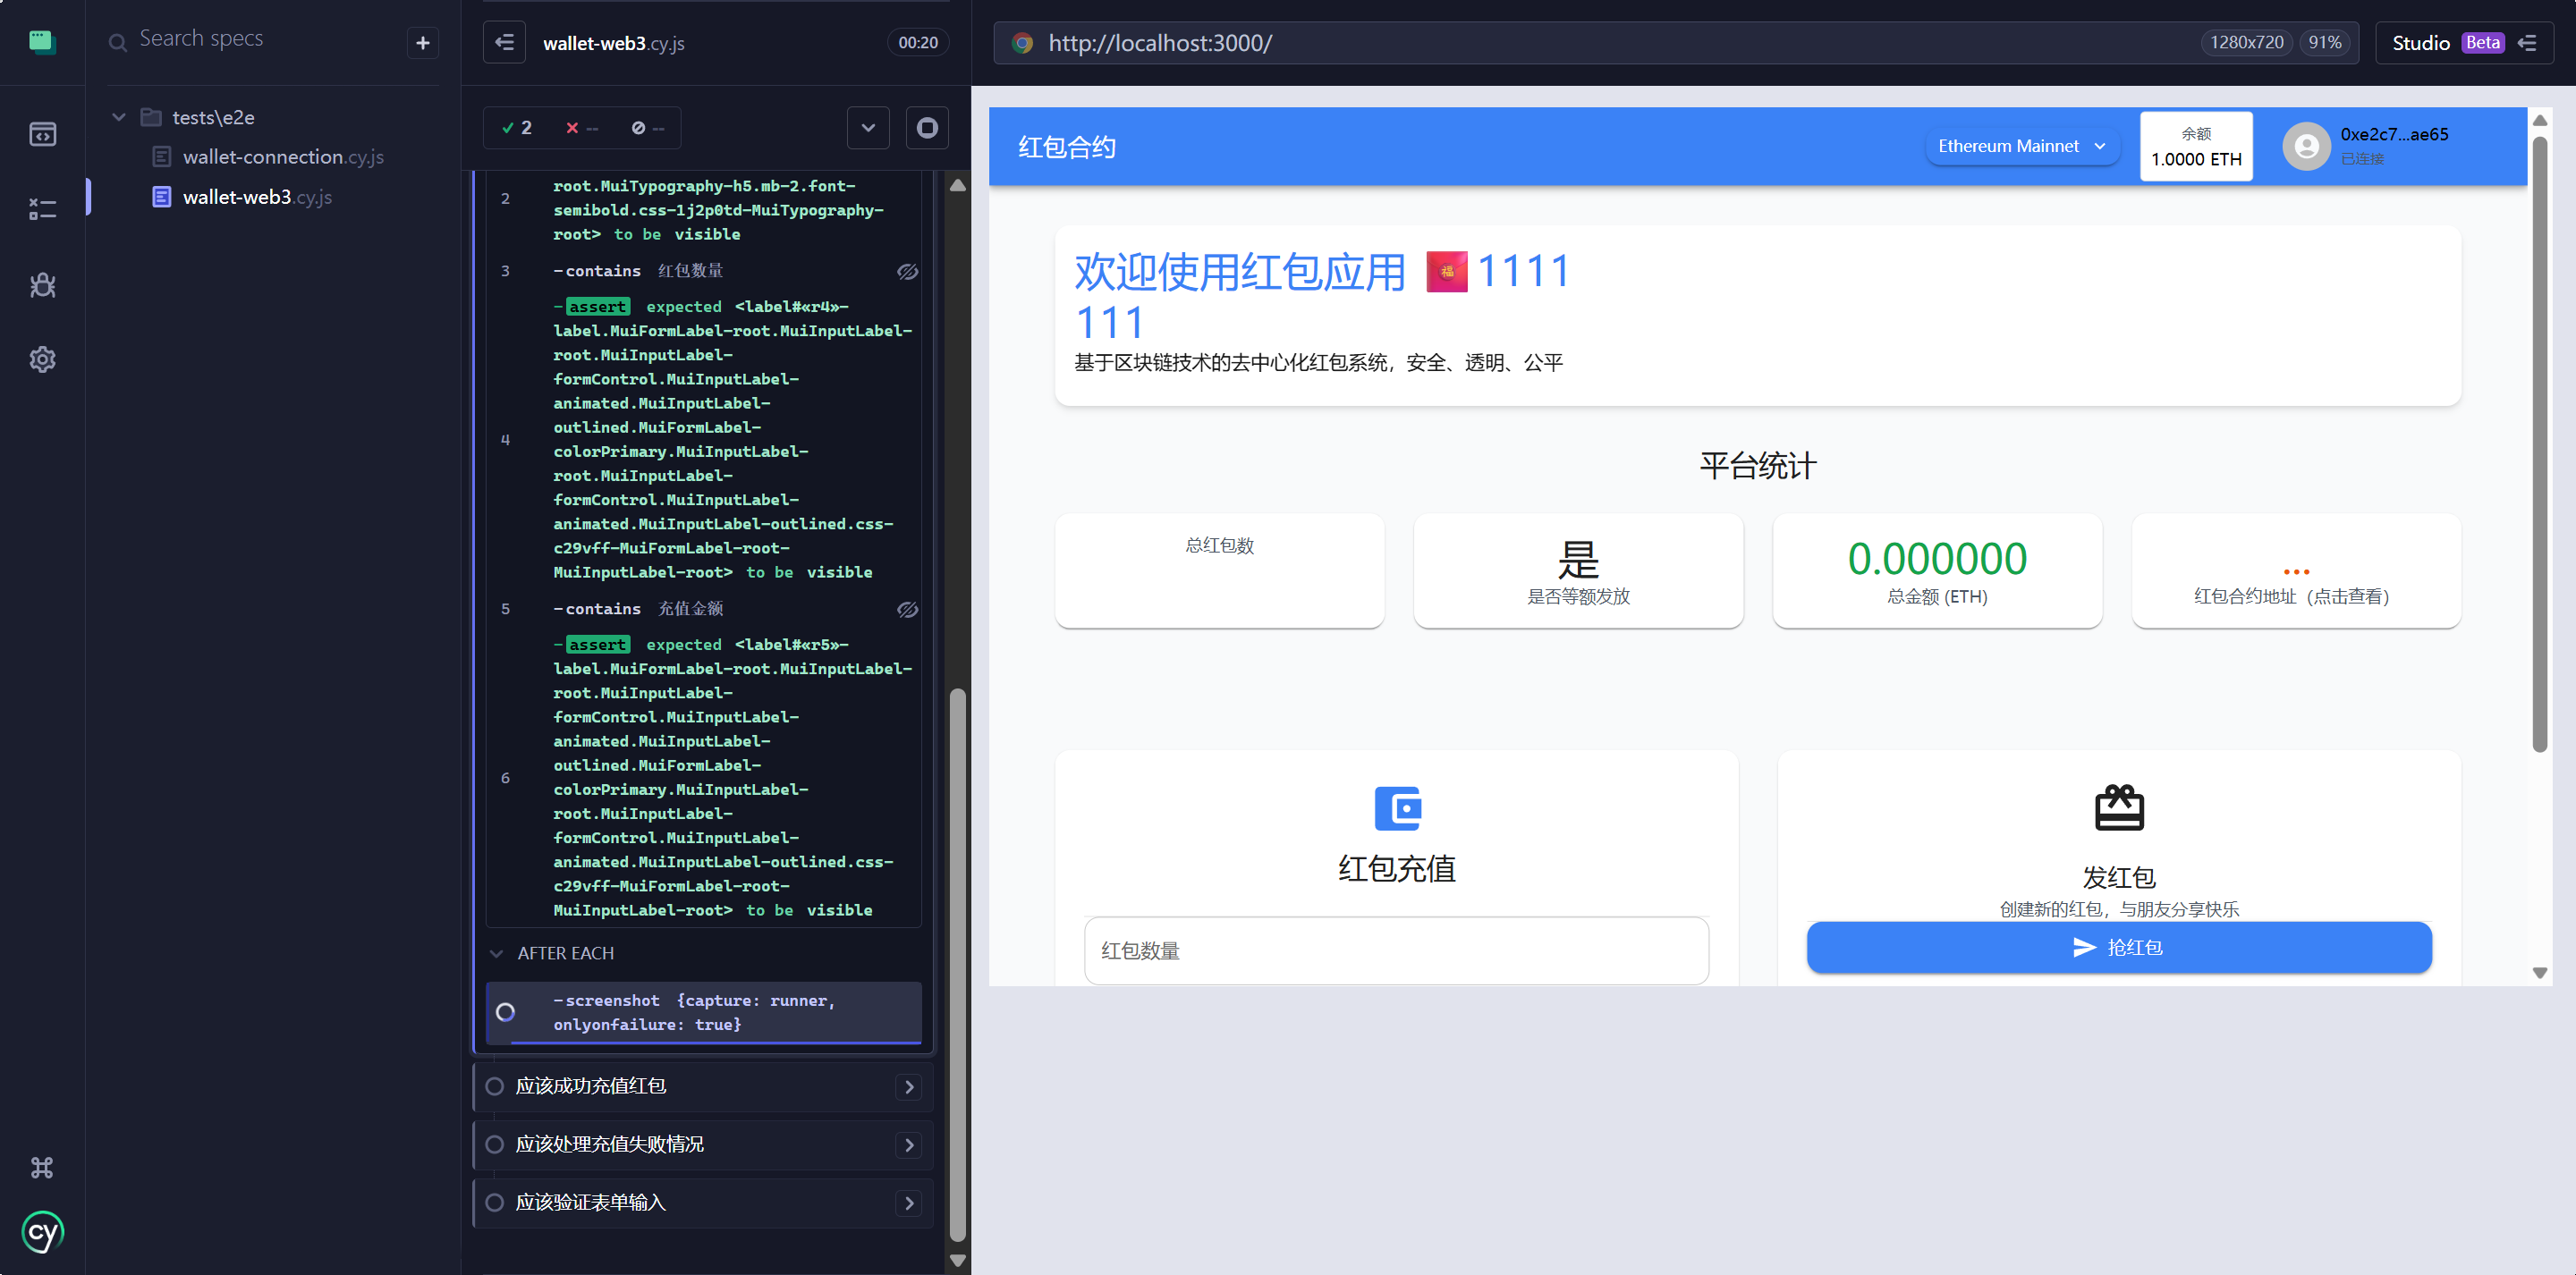 Search specs
tests\e2e
wallet-connection.cy.js
wallet-web3.cy.js
wallet-web3.cy.js
00:20
2
--
--
2
root.MuiTypography-h5.mb-2.font-
semibold.css-1j2p0td-MuiTypography-
root> to be visible
3
-contains 红包数量
4
-assert expected <label#«r4»-
label.MuiFormLabel-root.MuiInputLabel-
root.MuiInputLabel-
formControl.MuiInputLabel-
animated.MuiInputLabel-
outlined.MuiFormLabel-
colorPrimary.MuiInputLabel-
root.MuiInputLabel-
formControl.MuiInputLabel-
animated.MuiInputLabel-outlined.css-
c29vff-MuiFormLabel-root-
MuiInputLabel-root> to be visible
5
-contains 充值金额
6
-assert expected <label#«r5»-
label.MuiFormLabel-root.MuiInputLabel-
root.MuiInputLabel-
formControl.MuiInputLabel-
animated.MuiInputLabel-
outlined.MuiFormLabel-
colorPrimary.MuiInputLabel-
root.MuiInputLabel-
formControl.MuiInputLabel-
animated.MuiInputLabel-outlined.css-
c29vff-MuiFormLabel-root-
MuiInputLabel-root> to be visible
AFTER EACH
-screenshot {capture: runner,
onlyonfailure: true}
应该成功充值红包
应该处理充值失败情况
应该验证表单输入
cy
http://localhost:3000/
1280x720
91%
Studio Beta
红包合约
Ethereum Mainnet
余额
1.0000 ETH
0xe2c7...ae65
已连接
欢迎使用红包应用 🧧 1111
111
基于区块链技术的去中心化红包系统，安全、透明、公平
平台统计
总红包数
是
是否等额发放
0.000000
总金额 (ETH)
...
红包合约地址（点击查看）
红包充值
红包数量
发红包
创建新的红包，与朋友分享快乐
抢红包